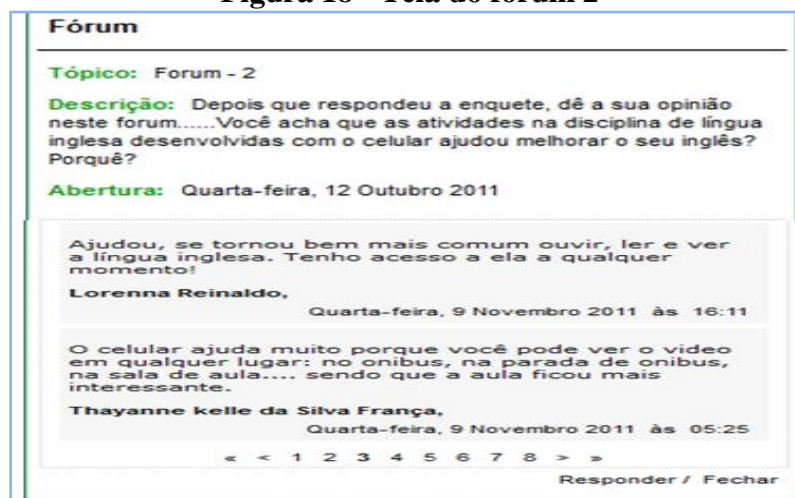 Figura 18 - Tela do fórum 2
Fórum
Tópico: Forum - 2
Descrição: Depois que respondeu a enquete, dê a sua opinião
neste forum......Você acha que as atividades na disciplina de língua
inglesa desenvolvidas com o celular ajudou melhorar o seu inglês?
Porquê?
Abertura: Quarta-feira, 12 Outubro 2011
Ajudou, se tornou bem mais comum ouvir, ler e ver
a língua inglesa. Tenho acesso a ela a qualquer
momento!
Lorenna Reinaldo,
Quarta-feira, 9 Novembro 2011 às 16:11
O celular ajuda muito porque você pode ver o video
em qualquer lugar: no onibus, na parada de onibus,
na sala de aula.... sendo que a aula ficou mais
interessante.
Thayanne kelle da Silva França,
Quarta-feira, 9 Novembro 2011 às 05:25
« < 1 2 3 4 5 6 7 8 > »
Responder / Fechar